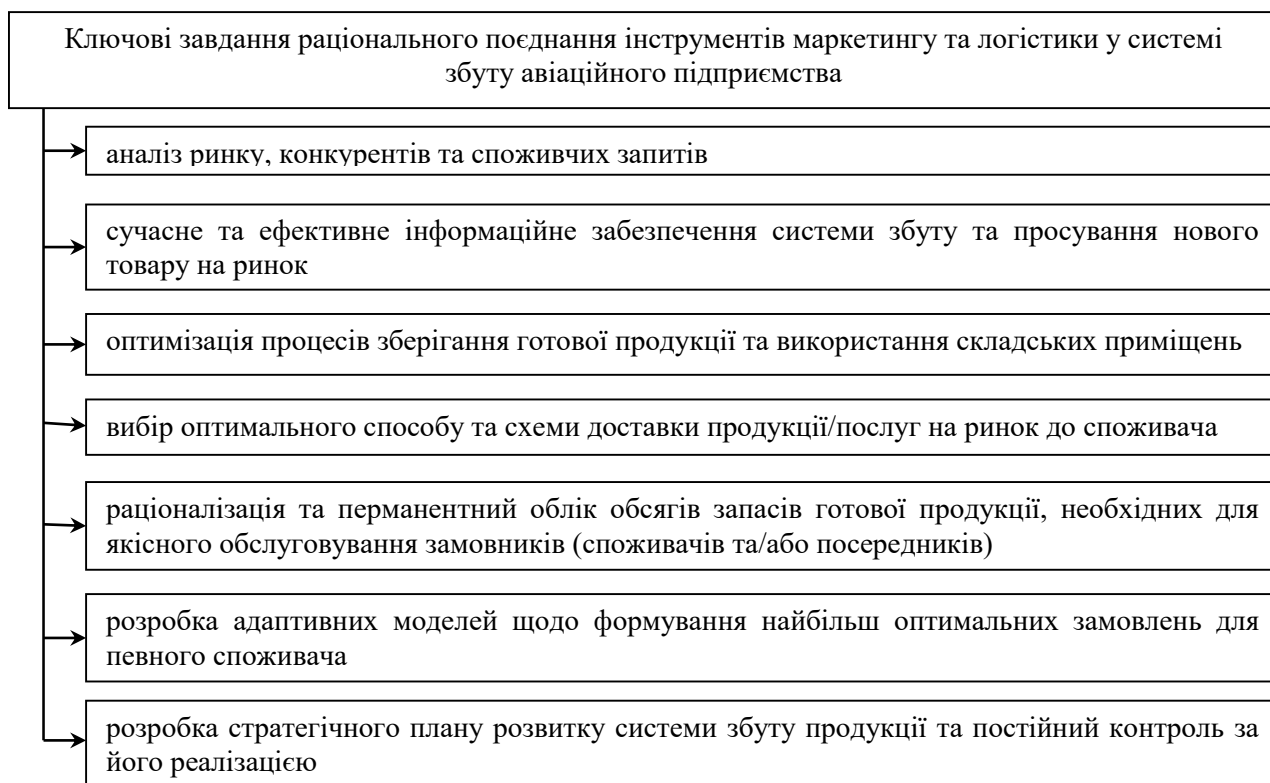 Ключові завдання раціонального поєднання інструментів маркетингу та логістики у системі
збуту авіаційного підприємства
аналіз ринку, конкурентів та споживчих запитів
сучасне та ефективне інформаційне забезпечення системи збуту та просування нового
товару на ринок
оптимізація процесів зберігання готової продукції та використання складських приміщень
вибір оптимального способу та схеми доставки продукції/послуг на ринок до споживача
раціоналізація та перманентний облік обсягів запасів готової продукції, необхідних для
якісного обслуговування замовників (споживачів та/або посередників)
розробка адаптивних моделей щодо формування найбільш оптимальних замовлень для
певного споживача
розробка стратегічного плану розвитку системи збуту продукції та постійний контроль за
його реалізацією